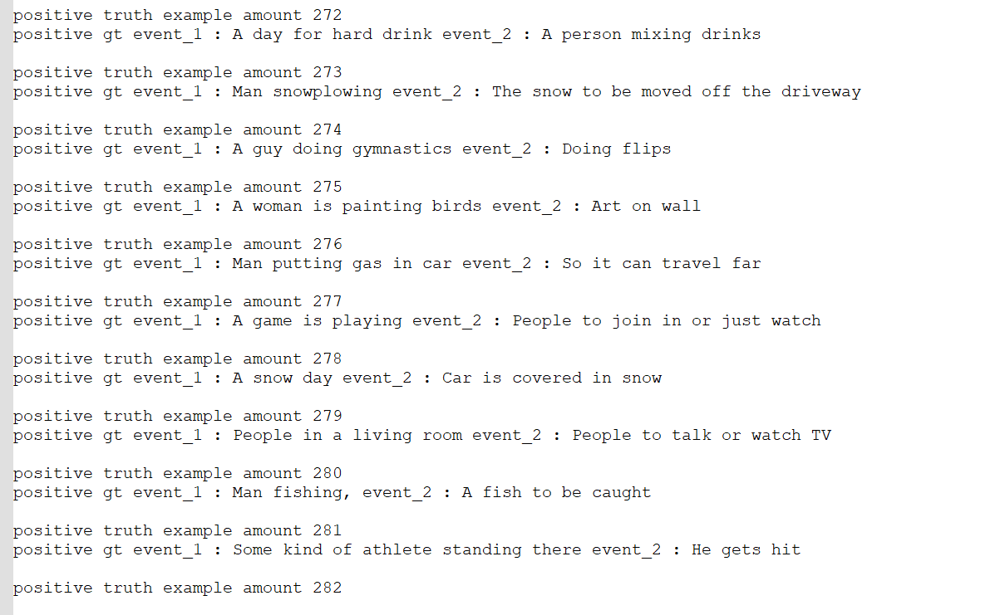 positive truth example amount 272
positive gt event_1 : A day for hard drink event_2 : A person mixing drinks
positive truth example amount 273
positive gt event_1 : Man snowplowing event_2 : The snow to be moved off the driveway
positive truth example amount 274
positive gt event_1 : A guy doing gymnastics event_2 : Doing flips
positive truth example amount 275
positive gt event_1 : A woman is painting birds event_2 : Art on wall
positive truth example amount 276
positive gt event_1 : Man putting gas in car event_2 : So it can travel far
positive truth example amount 277
positive gt event_1 : A game is playing event_2 : People to join in or just watch
positive truth example amount 278
positive gt event_1 : A snow day event_2 : Car is covered in snow
positive truth example amount 279
positive gt event_1 : People in a living room event_2 : People to talk or watch TV
positive truth example amount 280
positive gt event_1 : Man fishing, event_2 : A fish to be caught
positive truth example amount 281
positive gt event_1 : Some kind of athlete standing there event_2 : He gets hit
positive truth example amount 282